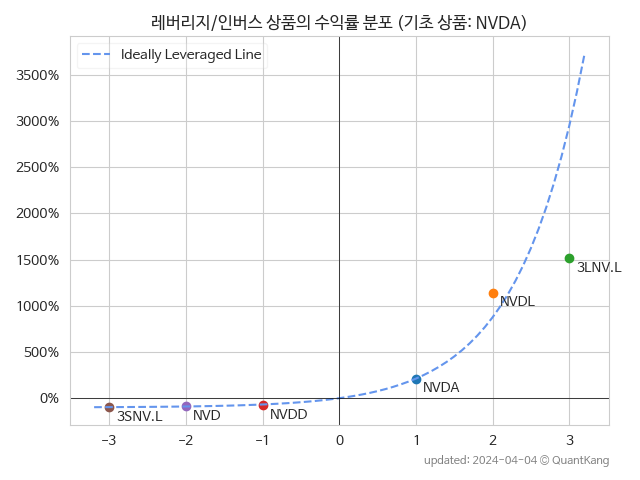 레버리지/인버스 상품의 수익률 분포 (기초 상품: NVDA)
Ideally Leveraged Line
3500%
3000%
2500%
2000%
1500%
3LNV.L
1000%
NVDL
500%
NVDA
0%
3SNV.L
NVD
NVDD
−3 −2 −1 0 1 2 3
updated: 2024-04-04 © QuantKang